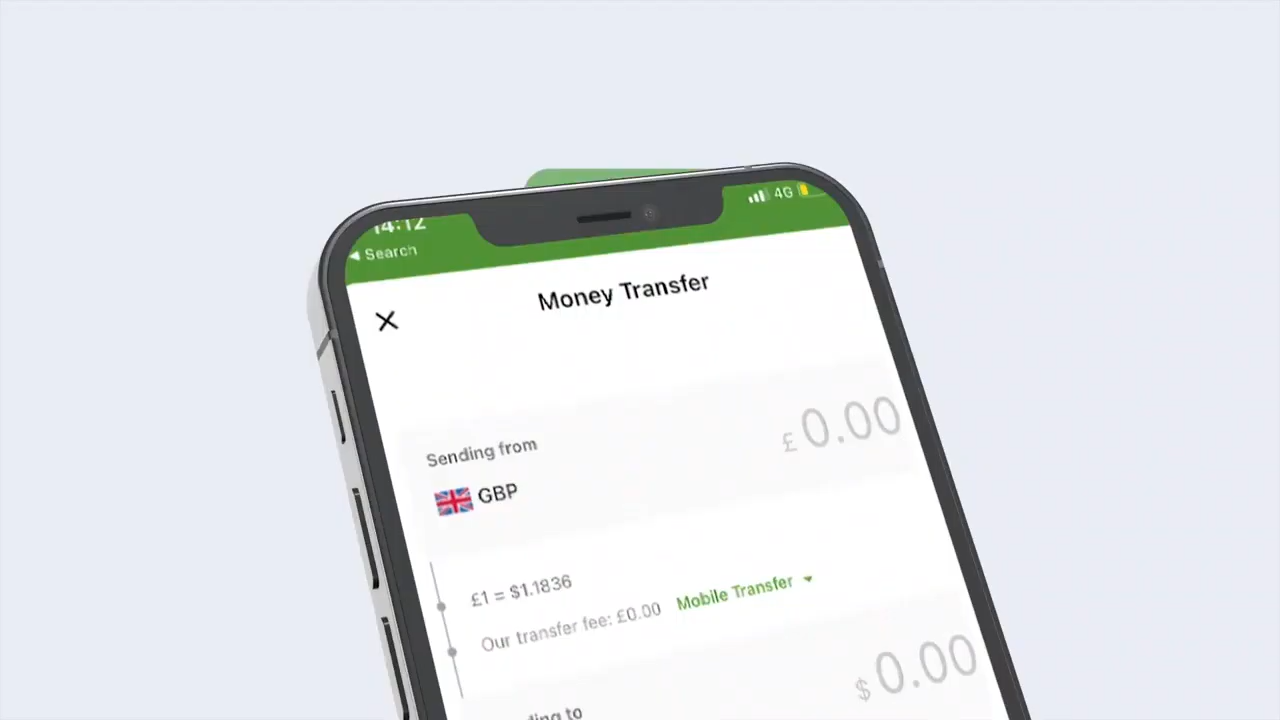 14:12
4G
◀ Search
Money Transfer
£ 0.00
Sending from
GBP
£1 = $1.1836
Our transfer fee: £0.00 Mobile Transfer
$ 0.00
to